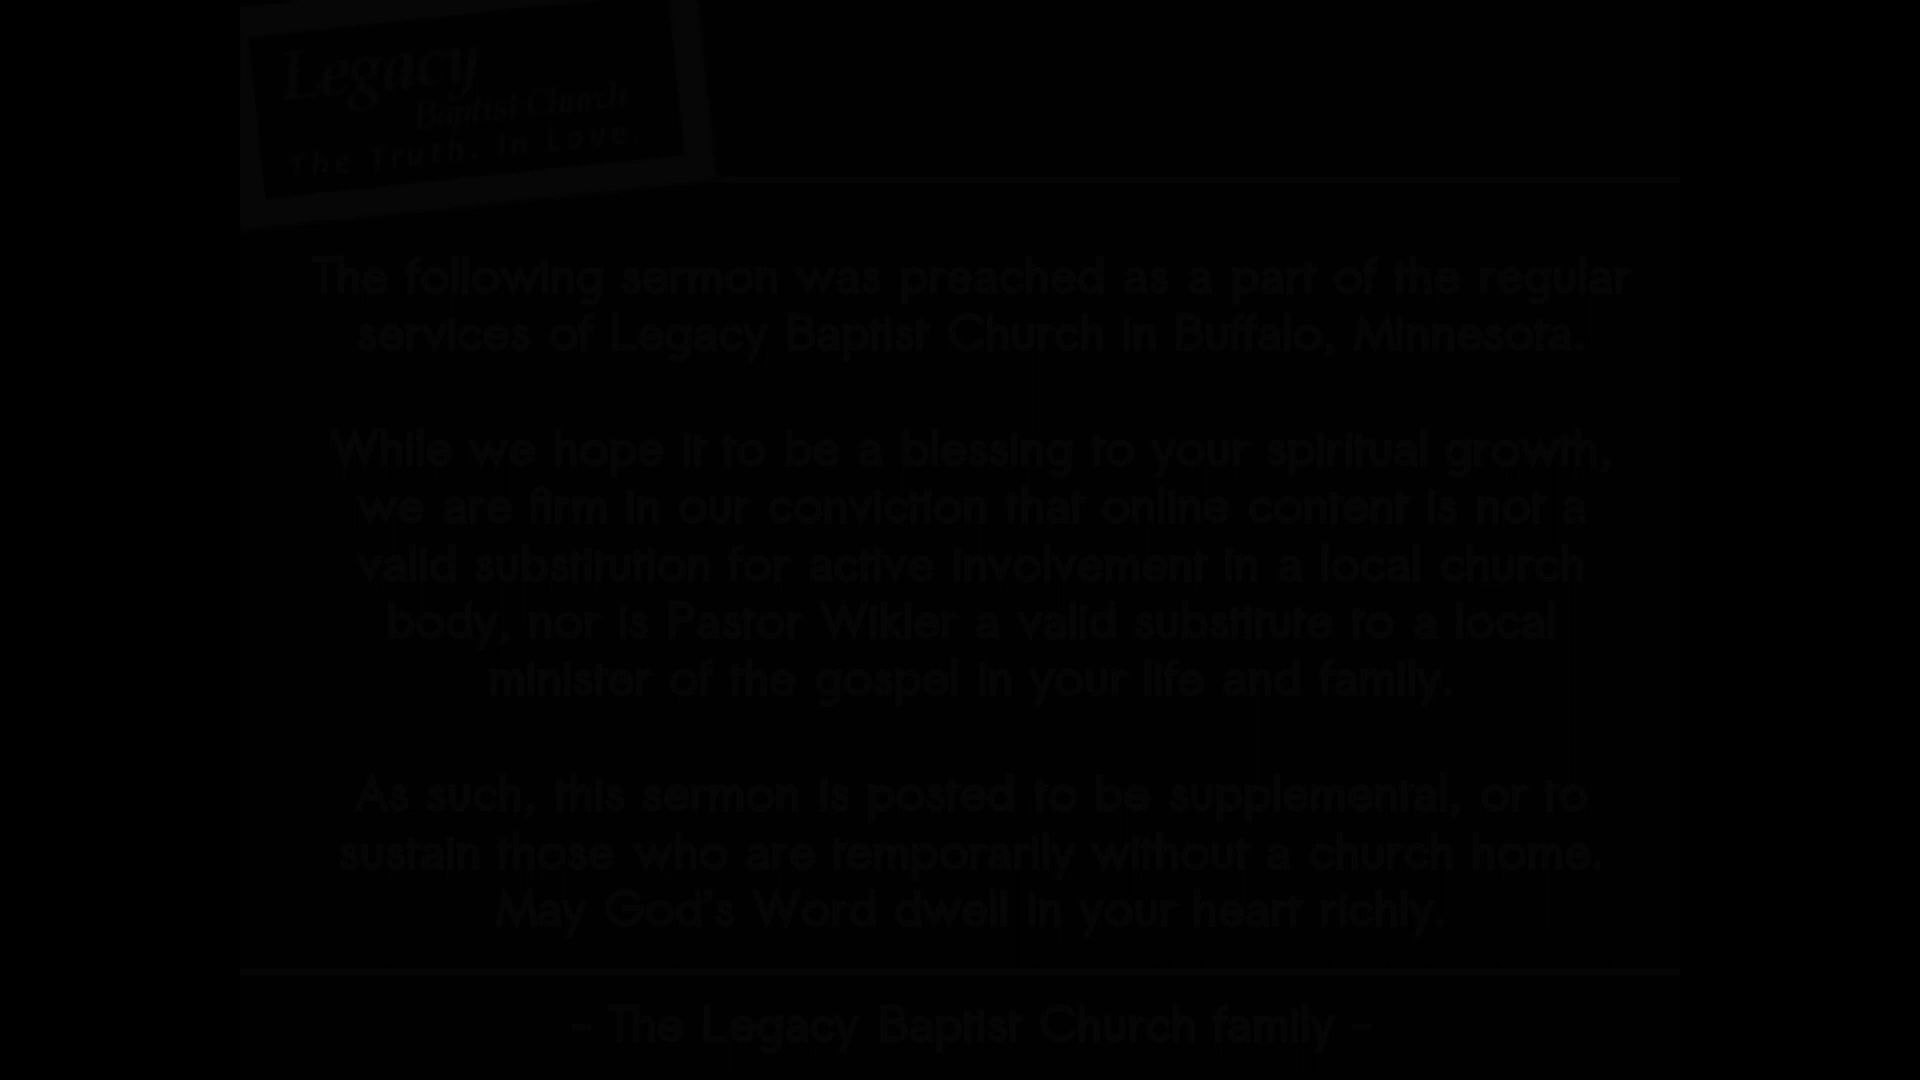 Legacy
Baptist Church
The Truth. In Love.
The following sermon was preached as a part of the regular
services of Legacy Baptist Church in Buffalo, Minnesota.
While we hope it to be a blessing to your spiritual growth,
we are firm in our conviction that online content is not a
valid substitution for active involvement in a local church
body, nor is Pastor Wikler a valid substitute to a local
minister of the gospel in your life and family.
As such, this sermon is posted to be supplemental, or to
sustain those who are temporarily without a church home.
May God's Word dwell in your heart richly.
- The Legacy Baptist Church family -